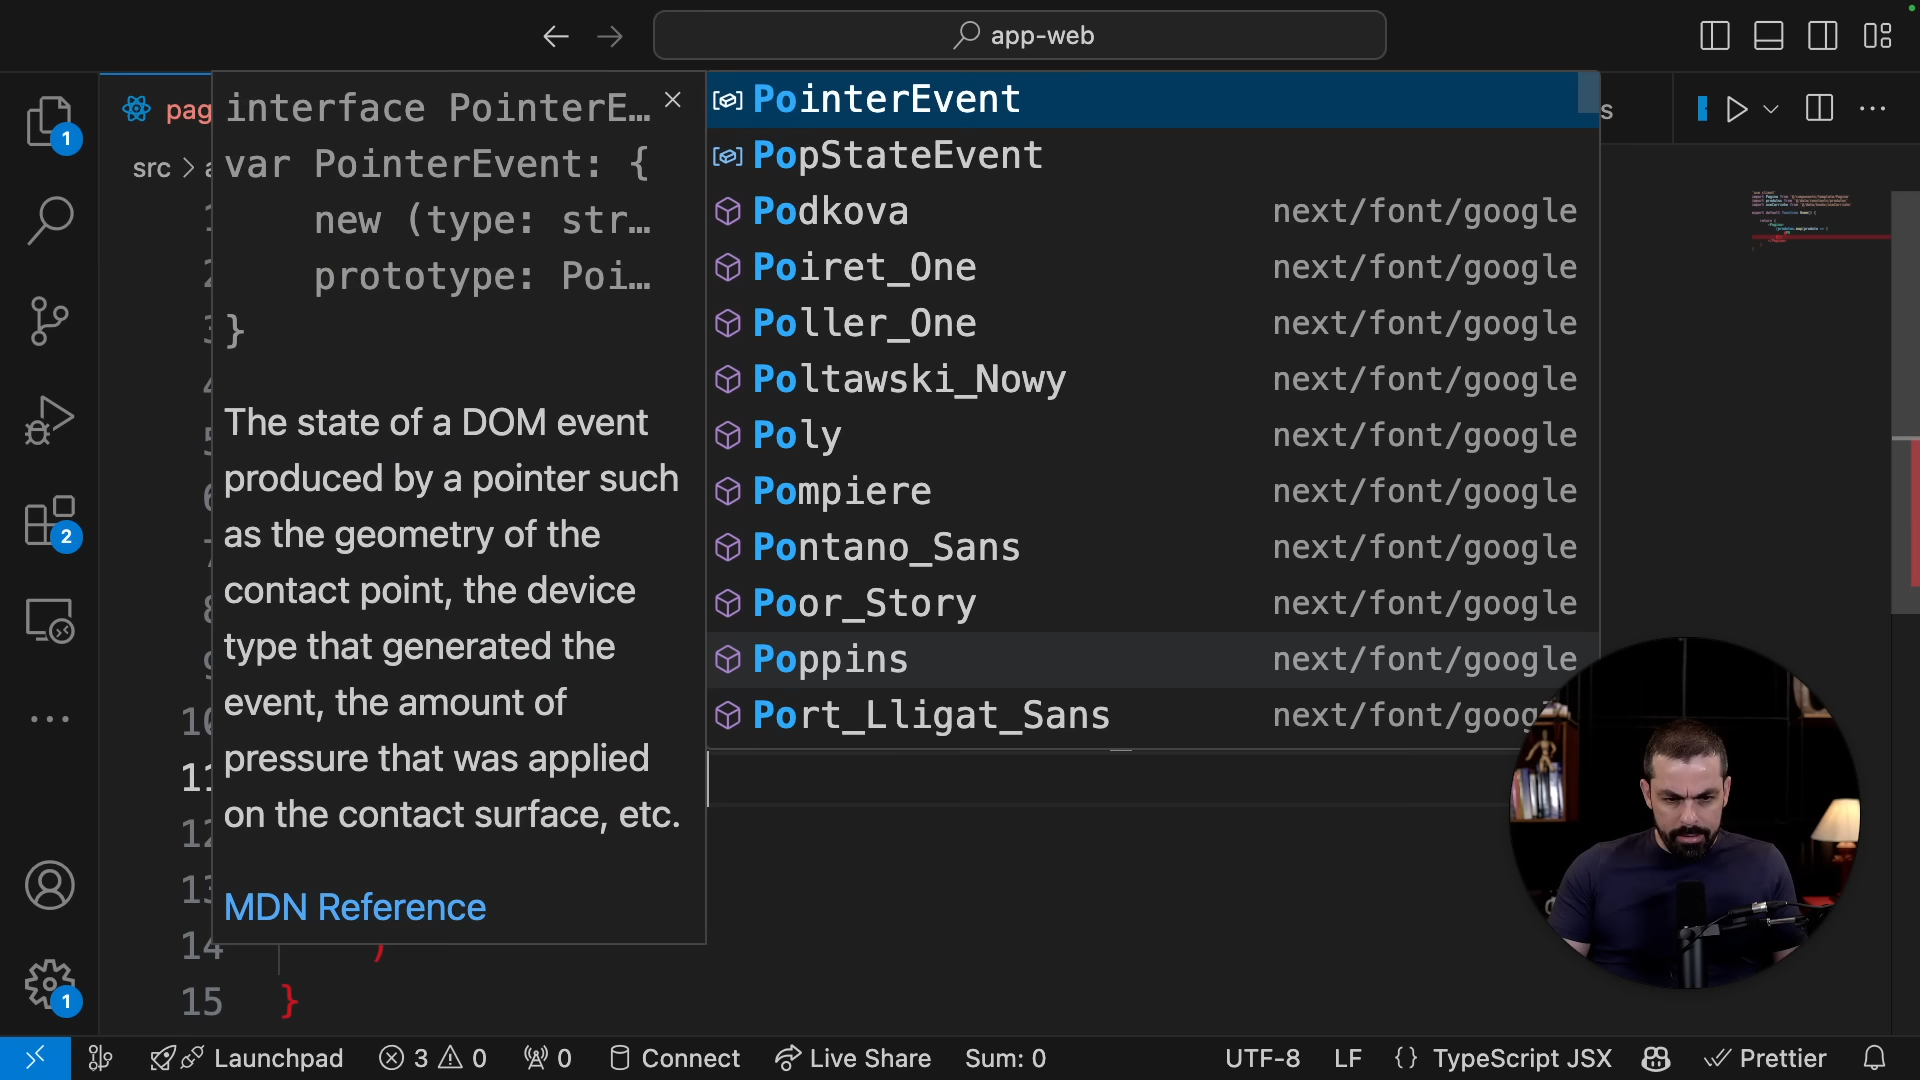 app-web
pag
s
src > a
interface PointerE…
var PointerEvent: {
new (type: str…
prototype: Poi…
}
The state of a DOM event
produced by a pointer such
as the geometry of the
contact point, the device
type that generated the
event, the amount of
pressure that was applied
on the contact surface, etc.
MDN Reference
PointerEvent
PopStateEvent
Podkova next/font/google
Poiret_One next/font/google
Poller_One next/font/google
Poltawski_Nowy next/font/google
Poly next/font/google
Pompiere next/font/google
Pontano_Sans next/font/google
Poor_Story next/font/google
Poppins next/font/google
Port_Lligat_Sans next/font/goog
14 )
15 }
1
2
1
Launchpad 3 0 0 Connect Live Share Sum: 0 UTF-8 LF {} TypeScript JSX Prettier